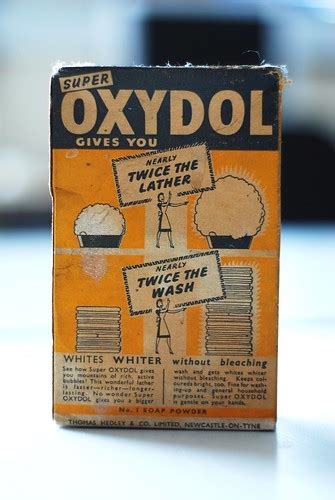 SUPER
OXYDOL
GIVES YOU
NEARLY
TWICE THE
LATHER
NEARLY
TWICE THE
WASH
WHITES WHITER without bleaching
See how Super OXYDOL gives
you mountains of rich, active
bubbles! This wonderful lather
is faster—richer—longer-
lasting. No wonder Super
OXYDOL gives you a bigger
wash and gets whites whiter
without bleaching. Keeps col-
oureds bright, too. Fine for wash-
ing-up and general household
purposes. Super OXYDOL
is gentle on your hands.
No. 1 SOAP POWDER
THOMAS HEDLEY & CO. LIMITED, NEWCASTLE-ON-TYNE